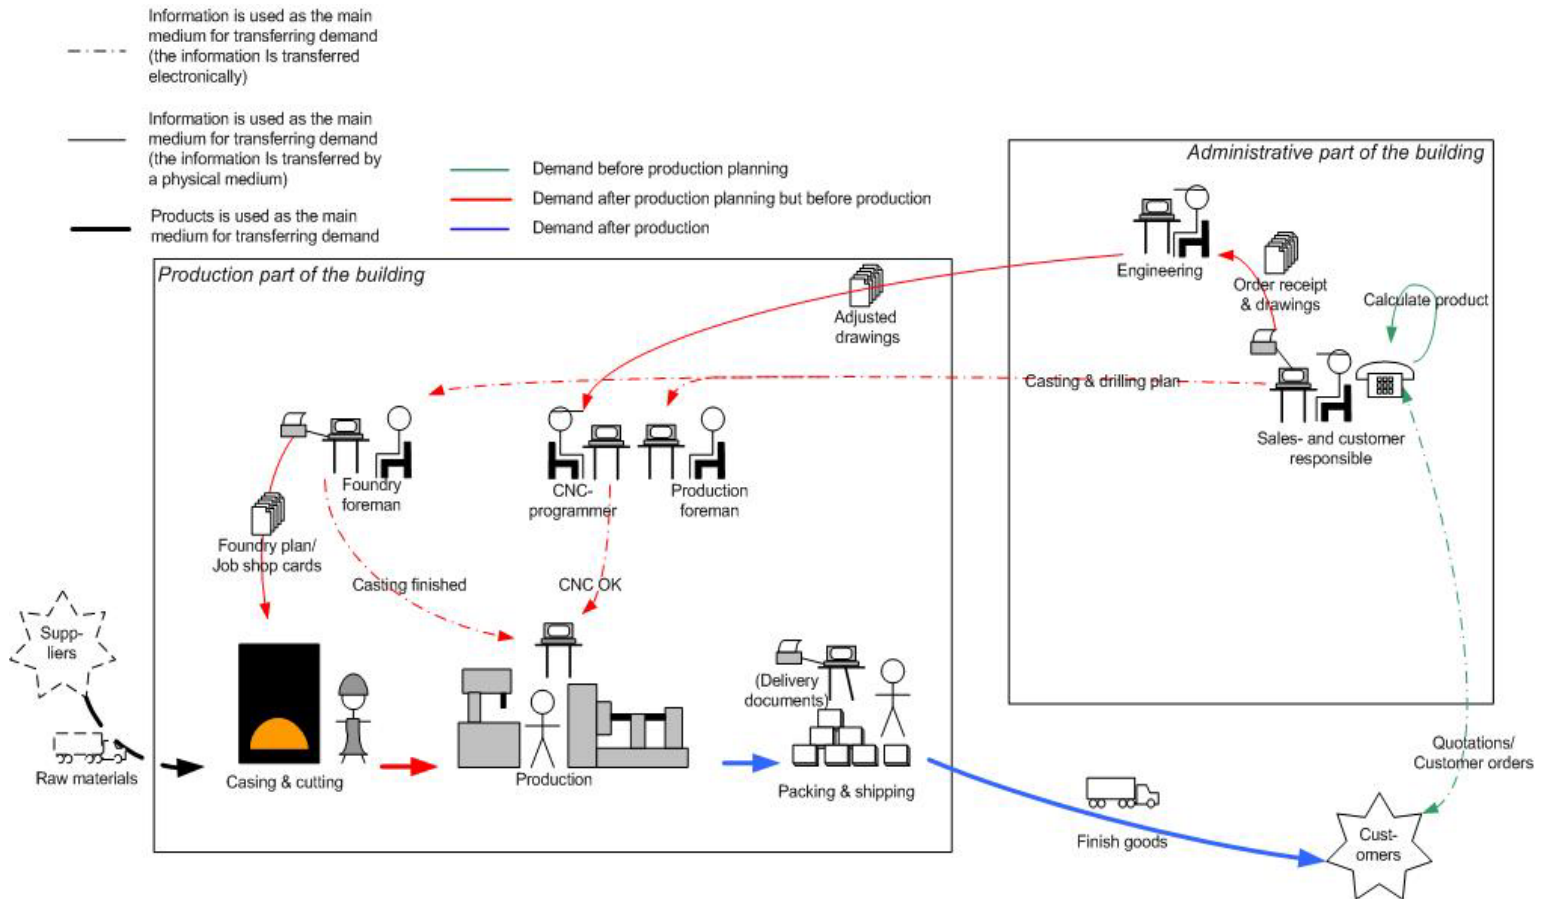 Information is used as the main
medium for transferring demand
(the information Is transferred
electronically)
Information is used as the main
medium for transferring demand
(the information Is transferred by
a physical medium)
Products is used as the main
medium for transferring demand
Demand before production planning
Demand after production planning but before production
Demand after production
Administrative part of the building
Engineering
Order receipt
& drawings
Calculate product
Sales- and customer
responsible
Production part of the building
Adjusted
drawings
Casting & drilling plan
Foundry
foreman
CNC-
programmer
Production
foreman
Foundry plan/
Job shop cards
Casting finished
CNC OK
Supp-
liers
Raw materials
Casing & cutting
Production
(Delivery
documents)
Packing & shipping
Finish goods
Quotations/
Customer orders
Cust-
omers